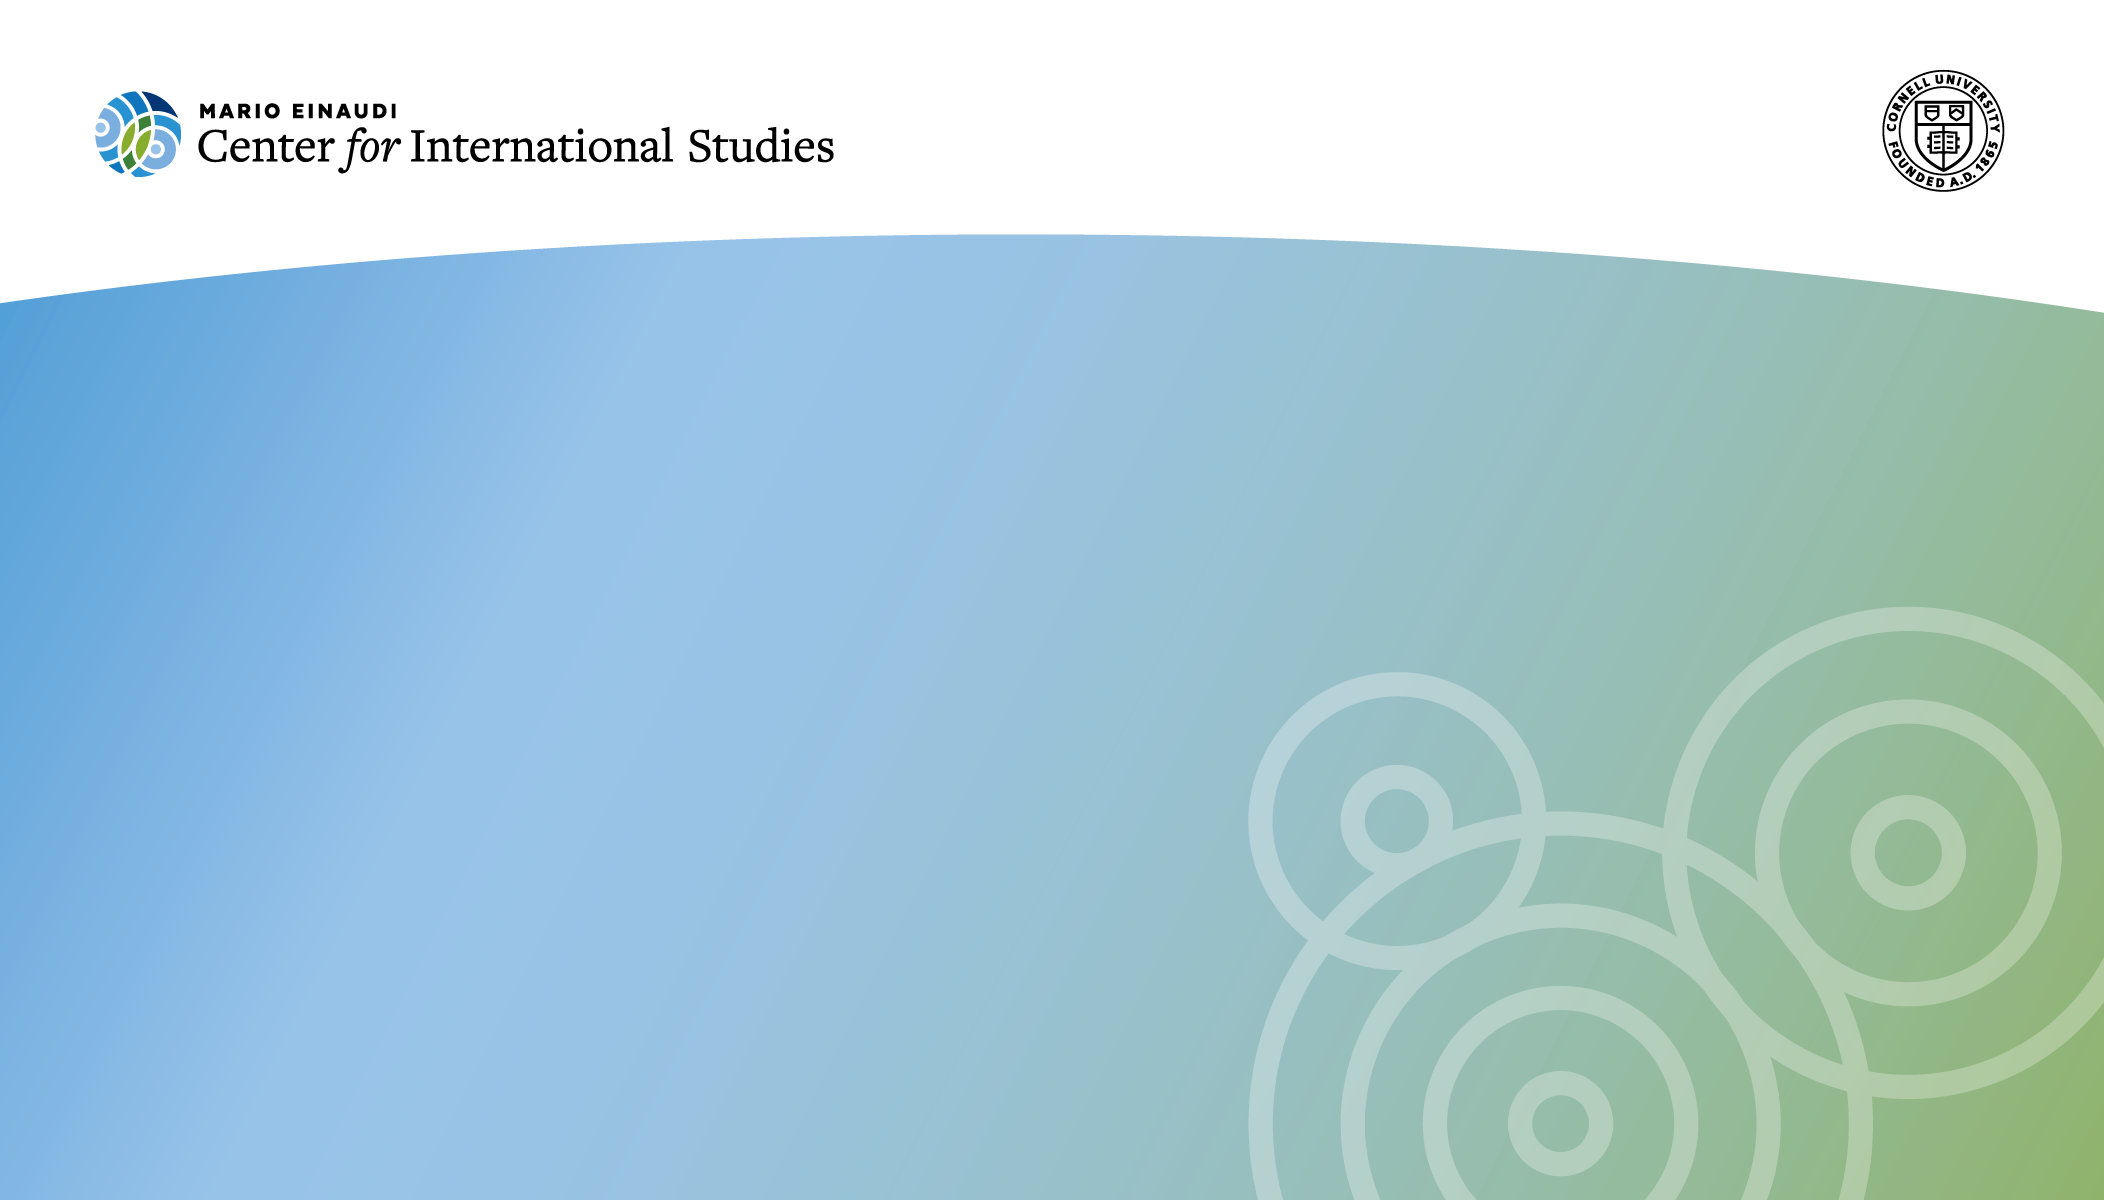 MARIO EINAUDI
Center for International Studies
CORNELL UNIVERSITY
FOUNDED A.D. 1865